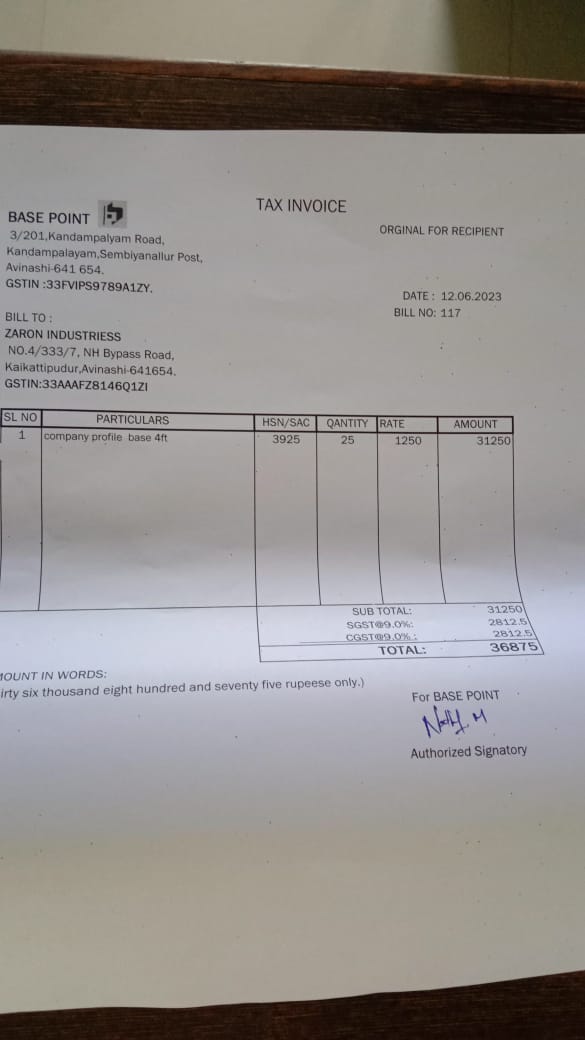 TAX INVOICE
ORGINAL FOR RECIPIENT
BASE POINT
3/201,Kandampalyam Road,
Kandampalayam,Sembiyanallur Post,
Avinashi-641 654.
GSTIN :33FVIPS9789A1ZY.
DATE : 12.06.2023
BILL NO: 117
BILL TO :
ZARON INDUSTRIESS
NO.4/333/7, NH Bypass Road,
Kaikattipudur,Avinashi-641654.
GSTIN:33AAAFZ8146Q1ZI
SL NO PARTICULARS HSN/SAC QANTITY RATE AMOUNT
1 company profile base 4ft 3925 25 1250 31250
SUB TOTAL: 31250
SGST@9.0%: 2812.5
CGST@9.0% : 2812.5
TOTAL: 36875
MOUNT IN WORDS:
irty six thousand eight hundred and seventy five rupeese only.)
For BASE POINT
Authorized Signatory